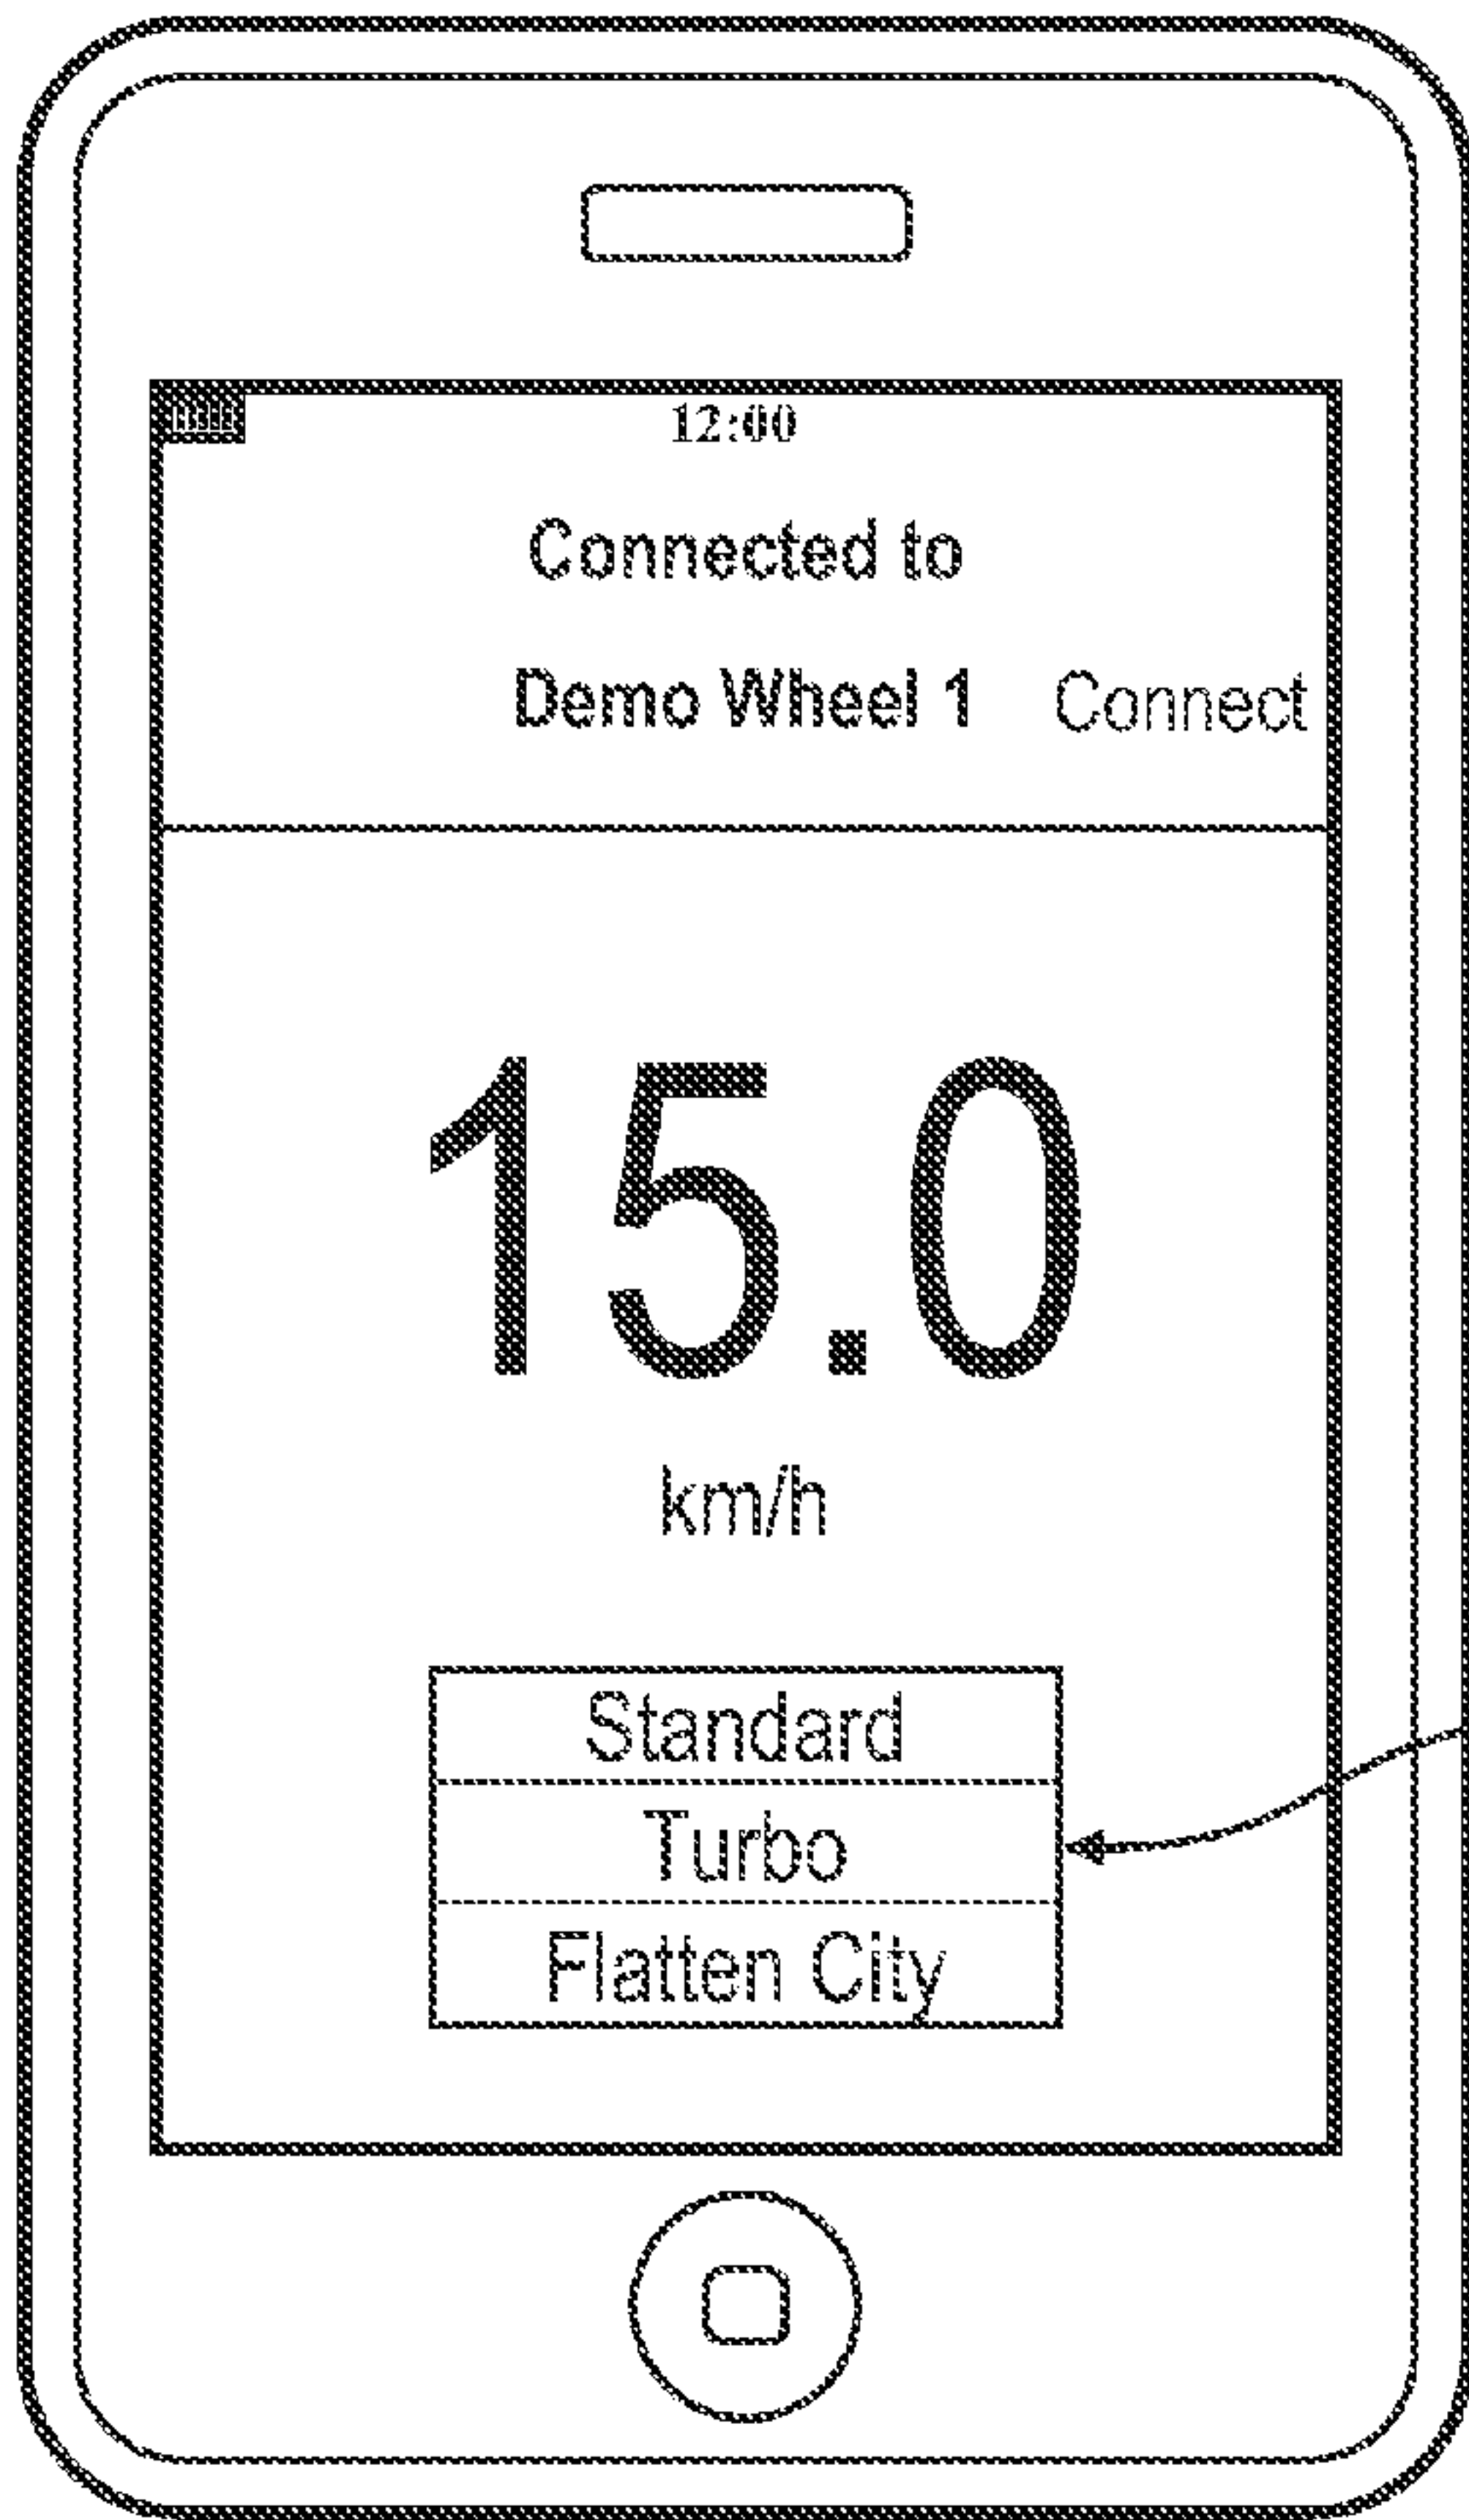 12:00
Connected to
Demo Wheel 1 Connect
15.0
km/h
Standard
Turbo
Flatten City